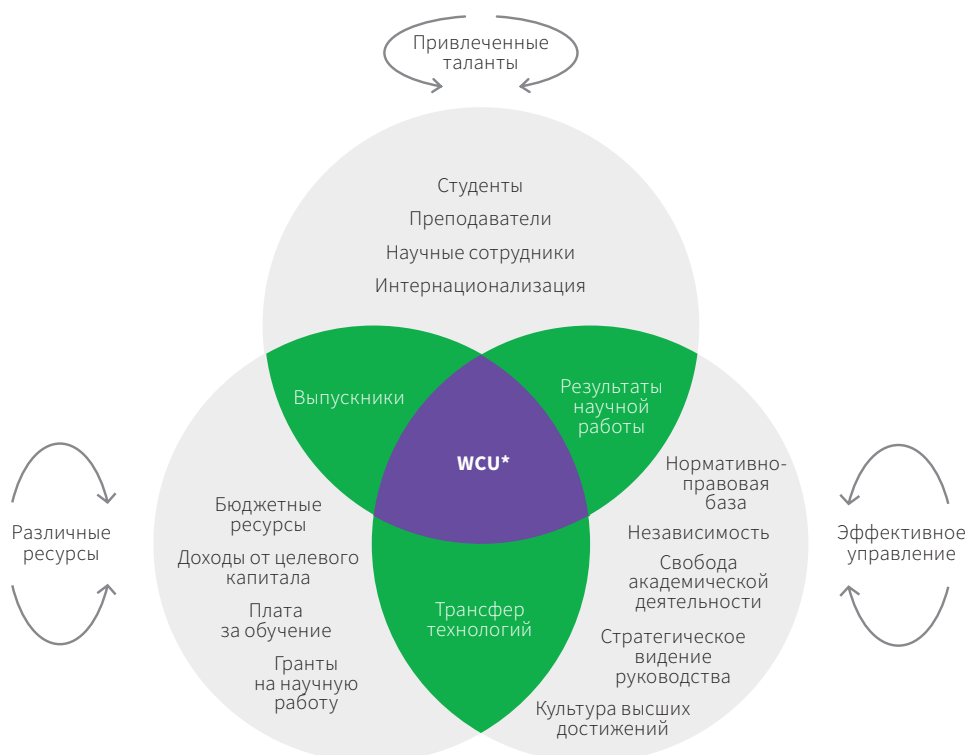 Привлеченные
таланты
Студенты
Преподаватели
Научные сотрудники
Интернационализация
Выпускники
Результаты
научной
работы
WCU*
Различные
ресурсы
Бюджетные
ресурсы
Доходы от целевого
капитала
Плата
за обучение
Гранты
на научную
работу
Трансфер
технологий
Нормативно-
правовая
база
Независимость
Свобода
академической
деятельности
Стратегическое
видение
руководства
Культура высших
достижений
Эффективное
управление